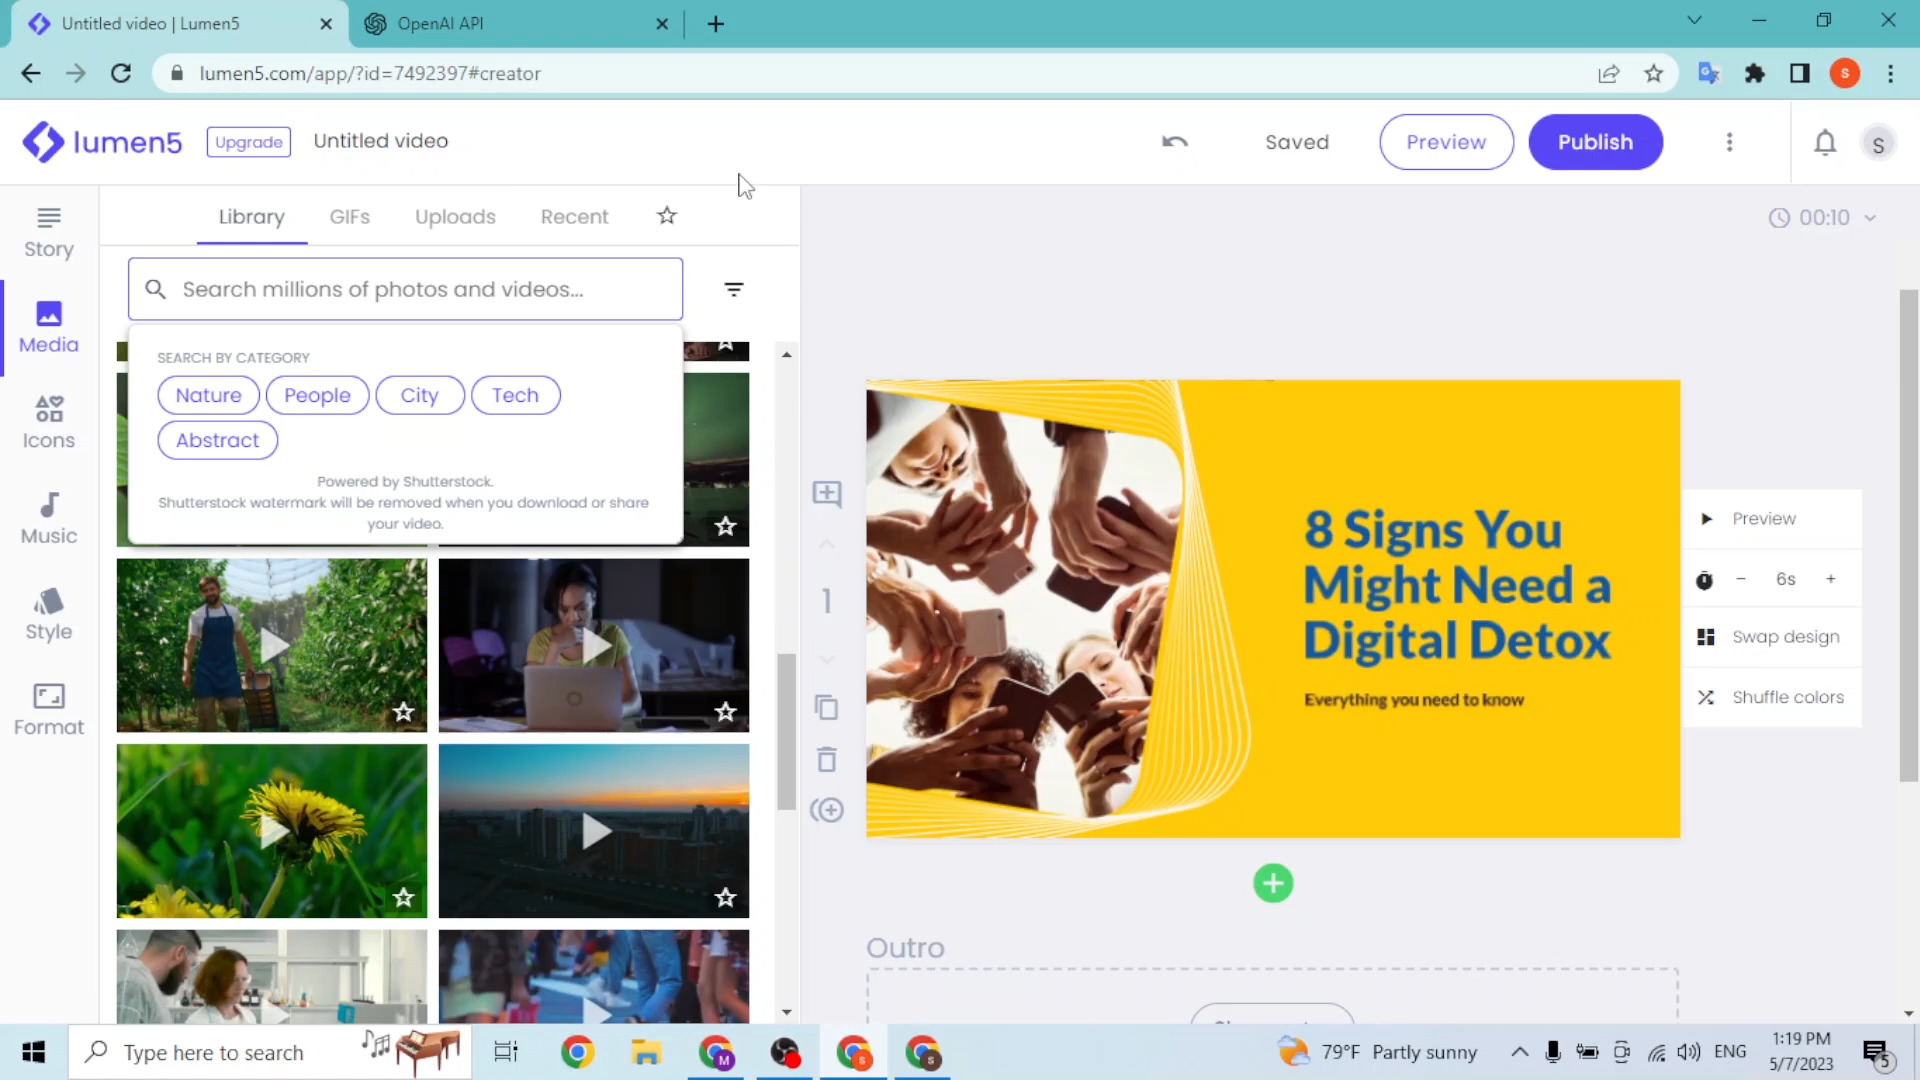 Untitled video | Lumen5
OpenAI API
lumen5.com/app/?id=7492397#creator
S
lumen5
Upgrade
Untitled video
Saved
Preview
Publish
S
Story
Media
Icons
Music
Style
Format
Library
GIFs
Uploads
Recent
Search millions of photos and videos...
SEARCH BY CATEGORY
Nature
People
City
Tech
Abstract
Powered by Shutterstock.
Shutterstock watermark will be removed when you download or share
your video.
00:10
1
8 Signs You
Might Need a
Digital Detox
Everything you need to know
Preview
6s
Swap design
Shuffle colors
Outro
Type here to search
M
S
S
79°F Partly sunny
ENG
1:19 PM
5/7/2023
5